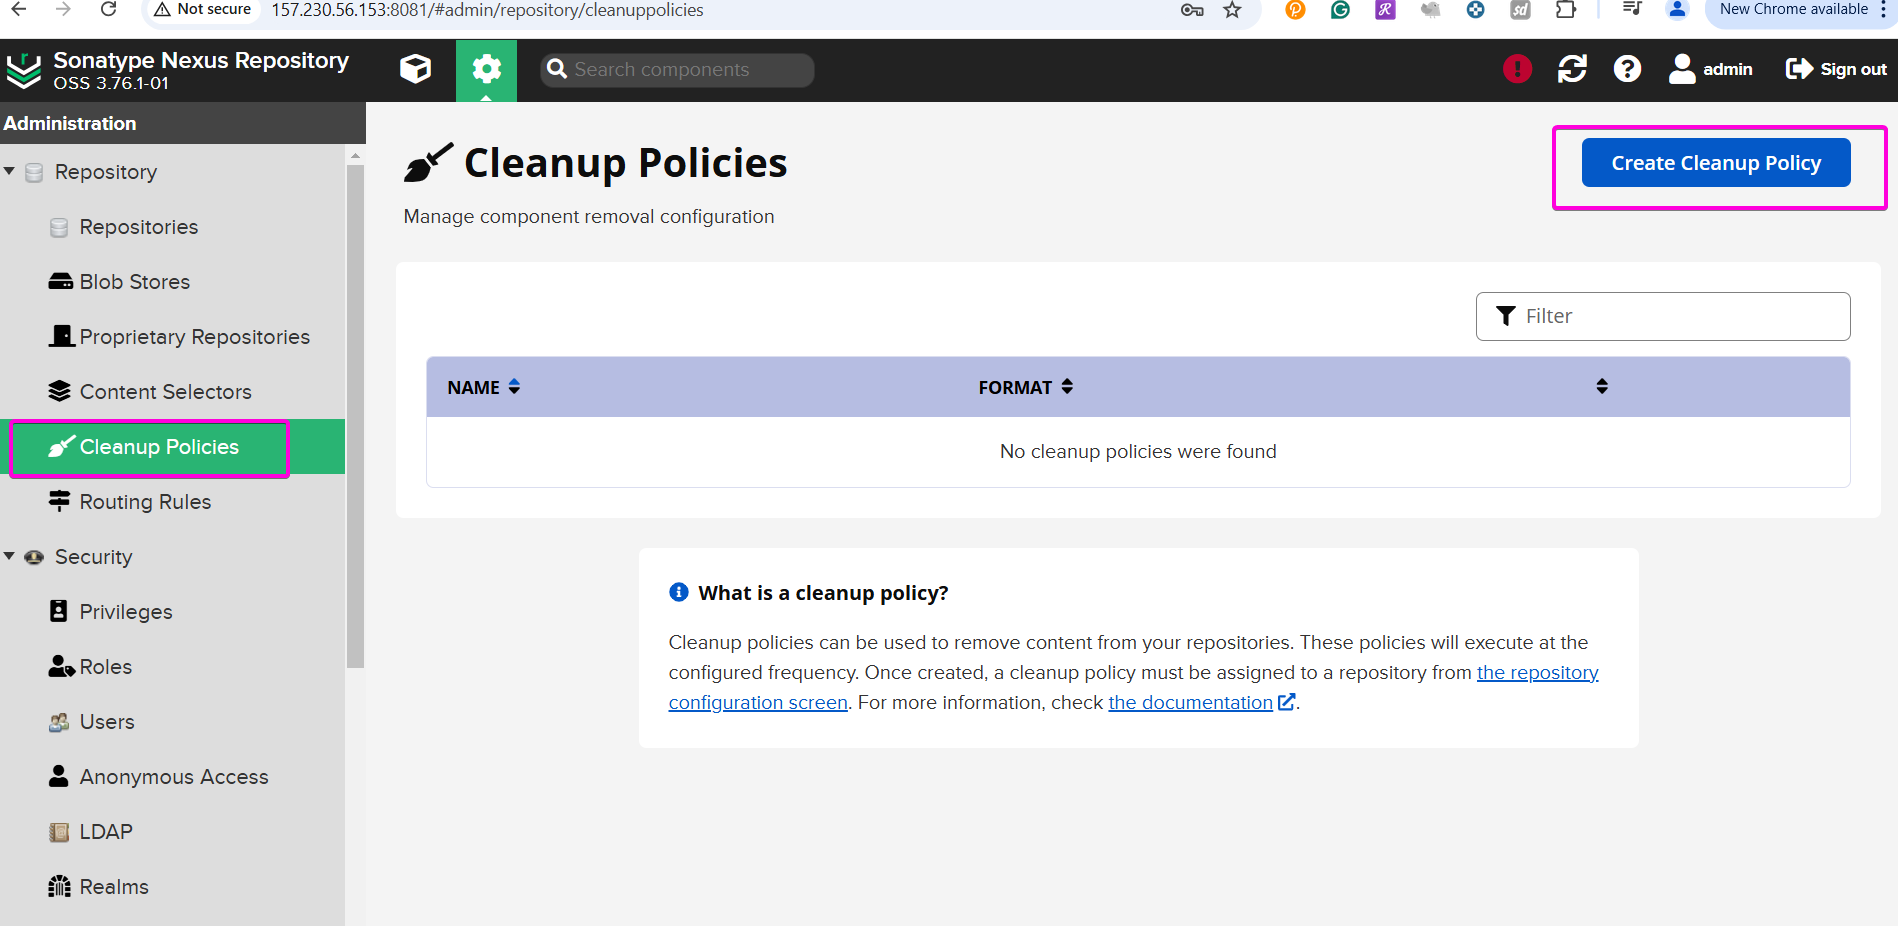 Not secure
157.230.56.153:8081/#admin/repository/cleanuppolicies
New Chrome available
Sonatype Nexus Repository
OSS 3.76.1-01
Search components
admin
Sign out
Administration
Repository
Repositories
Blob Stores
Proprietary Repositories
Content Selectors
Cleanup Policies
Routing Rules
Security
Privileges
Roles
Users
Anonymous Access
LDAP
Realms
Cleanup Policies
Create Cleanup Policy
Manage component removal configuration
Filter
NAME
FORMAT
No cleanup policies were found
What is a cleanup policy?
Cleanup policies can be used to remove content from your repositories. These policies will execute at the
configured frequency. Once created, a cleanup policy must be assigned to a repository from the repository
configuration screen. For more information, check the documentation.